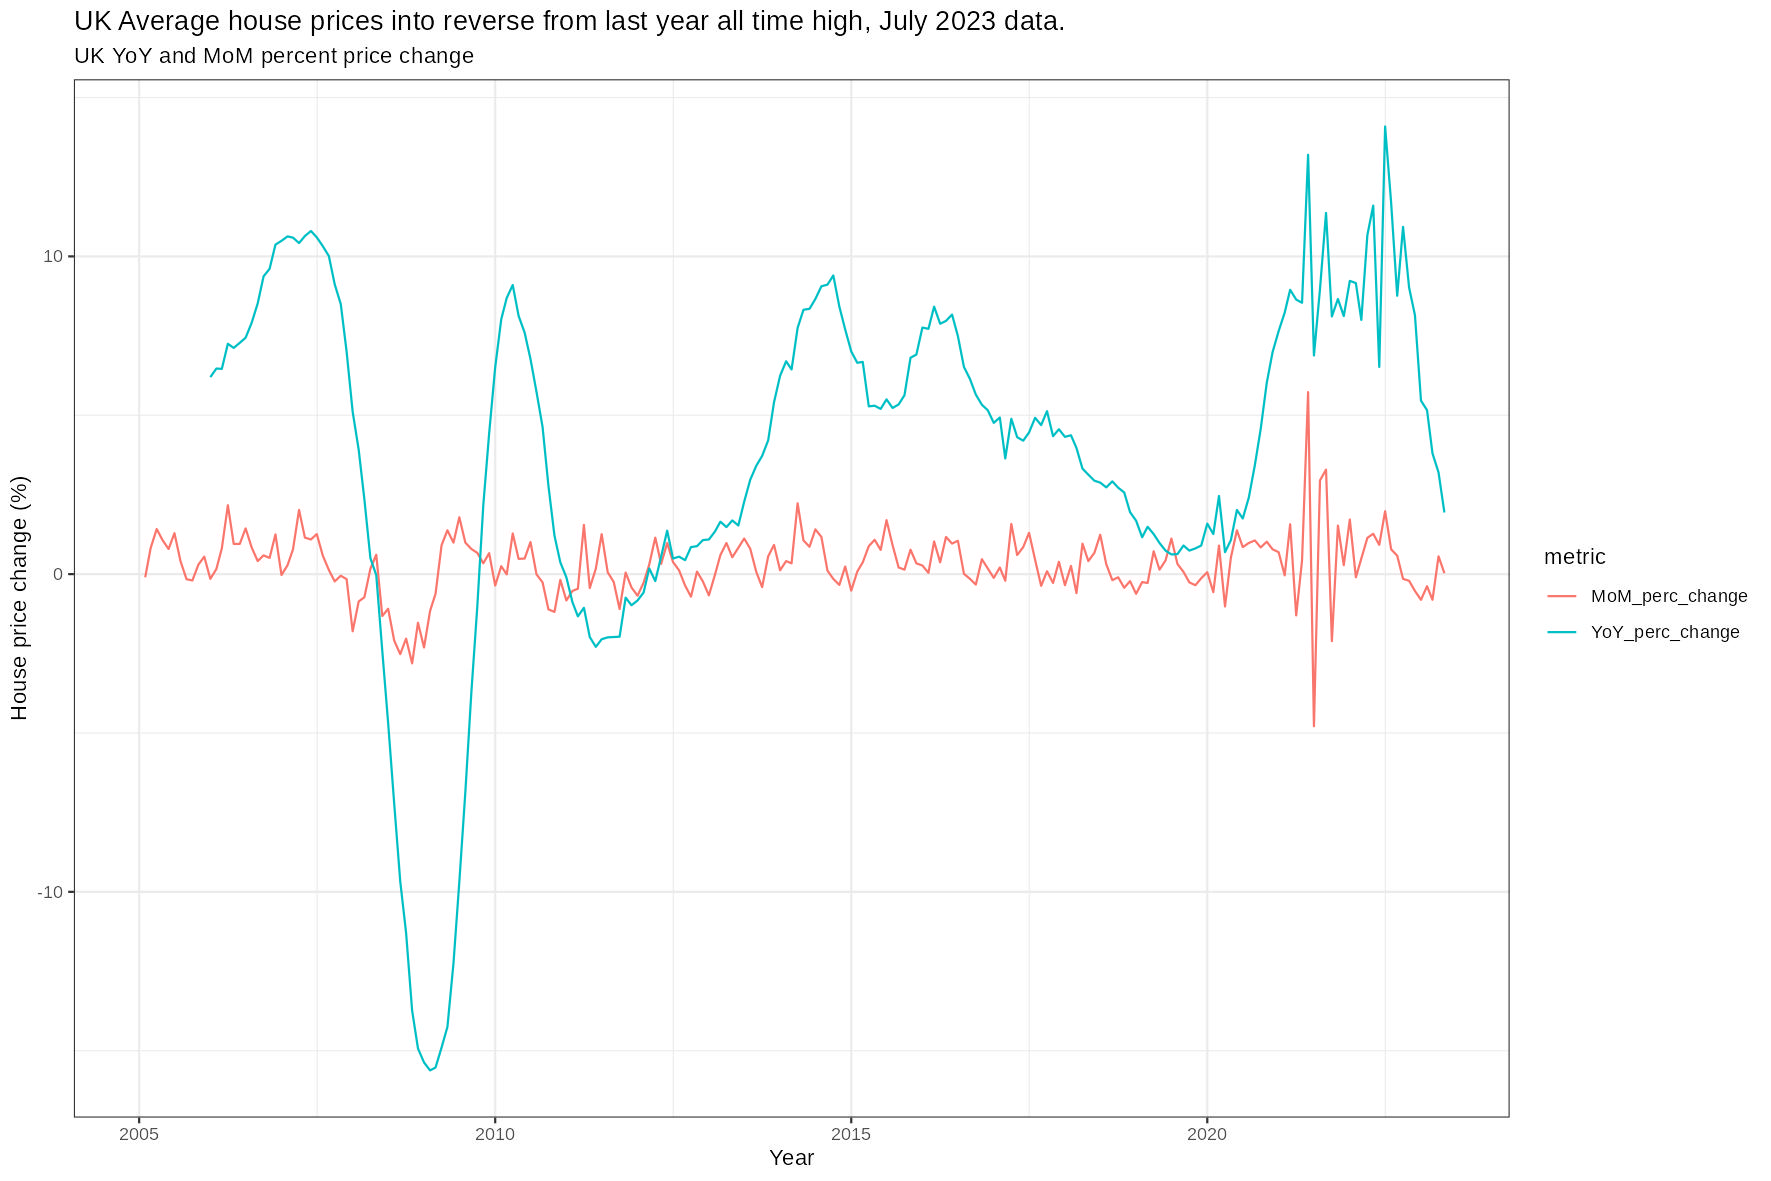 UK Average house prices into reverse from last year all time high, July 2023 data.
UK YoY and MoM percent price change
House price change (%)
10
0
-10
2005
2010
2015
2020
Year
metric
MoM_perc_change
YoY_perc_change